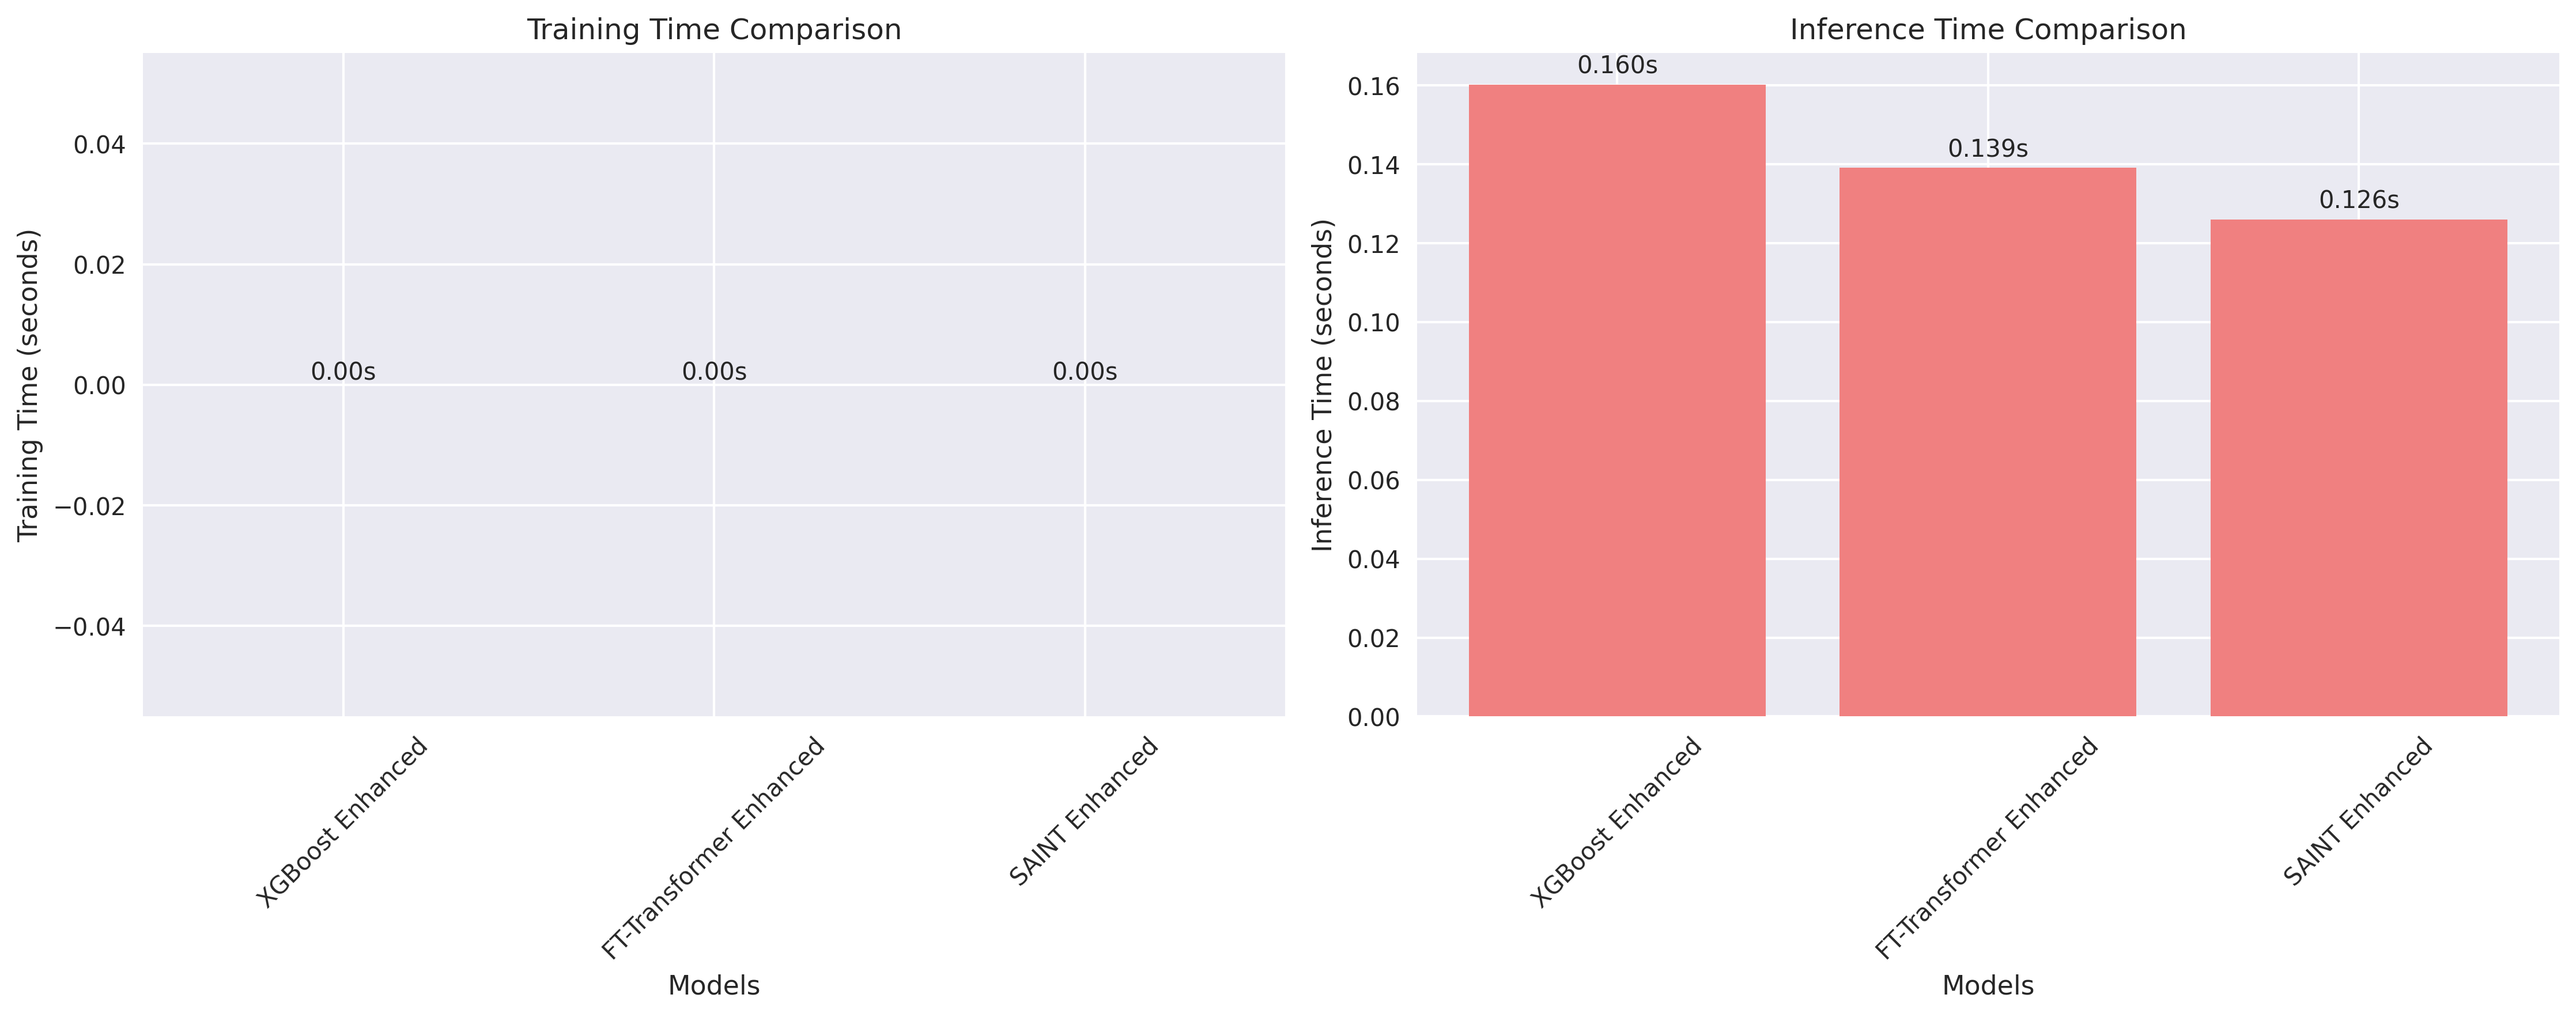 Training Time Comparison
Training Time (seconds)
0.04
0.02
0.00
−0.02
−0.04
0.00s
0.00s
0.00s
XGBoost Enhanced
FT-Transformer Enhanced
SAINT Enhanced
Models
Inference Time Comparison
Inference Time (seconds)
0.16
0.14
0.12
0.10
0.08
0.06
0.04
0.02
0.00
0.160s
0.139s
0.126s
XGBoost Enhanced
FT-Transformer Enhanced
SAINT Enhanced
Models